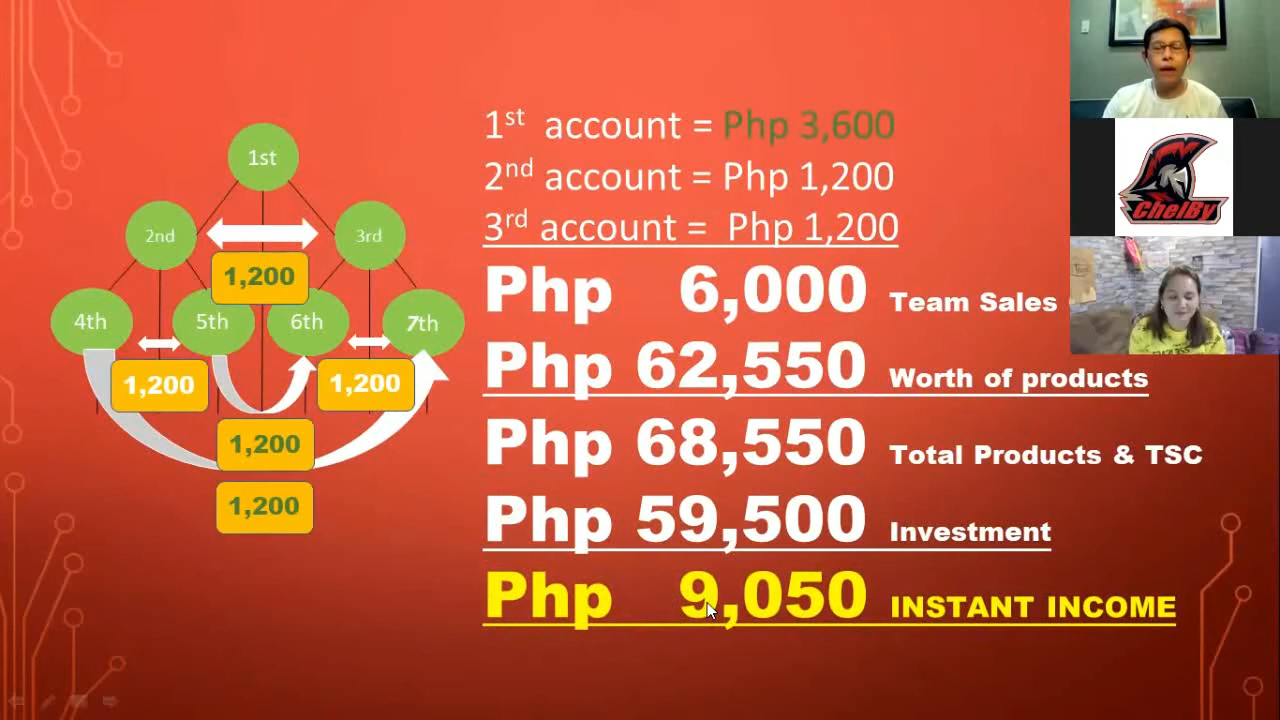 1st
2nd
3rd
1,200
4th
5th
6th
7th
1,200
1,200
1,200
1,200
1st account = Php 3,600
2nd account = Php 1,200
3rd account = Php 1,200
Php 6,000 Team Sales
Php 62,550 Worth of products
Php 68,550 Total Products & TSC
Php 59,500 Investment
Php 9,050 INSTANT INCOME
ChelBy